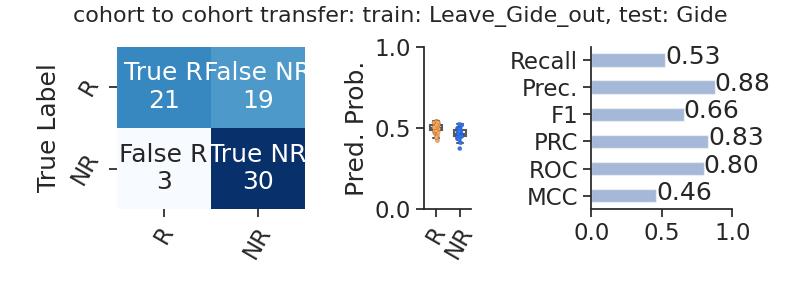 cohort to cohort transfer: train: Leave_Gide_out, test: Gide
True Label
R
NR
True R
21
False NR
19
False R
3
True NR
30
R
NR
Pred. Prob.
1.0
0.5
0.0
R
NR
Recall 0.53
Prec. 0.88
F1 0.66
PRC 0.83
ROC 0.80
MCC 0.46
0.0 0.5 1.0